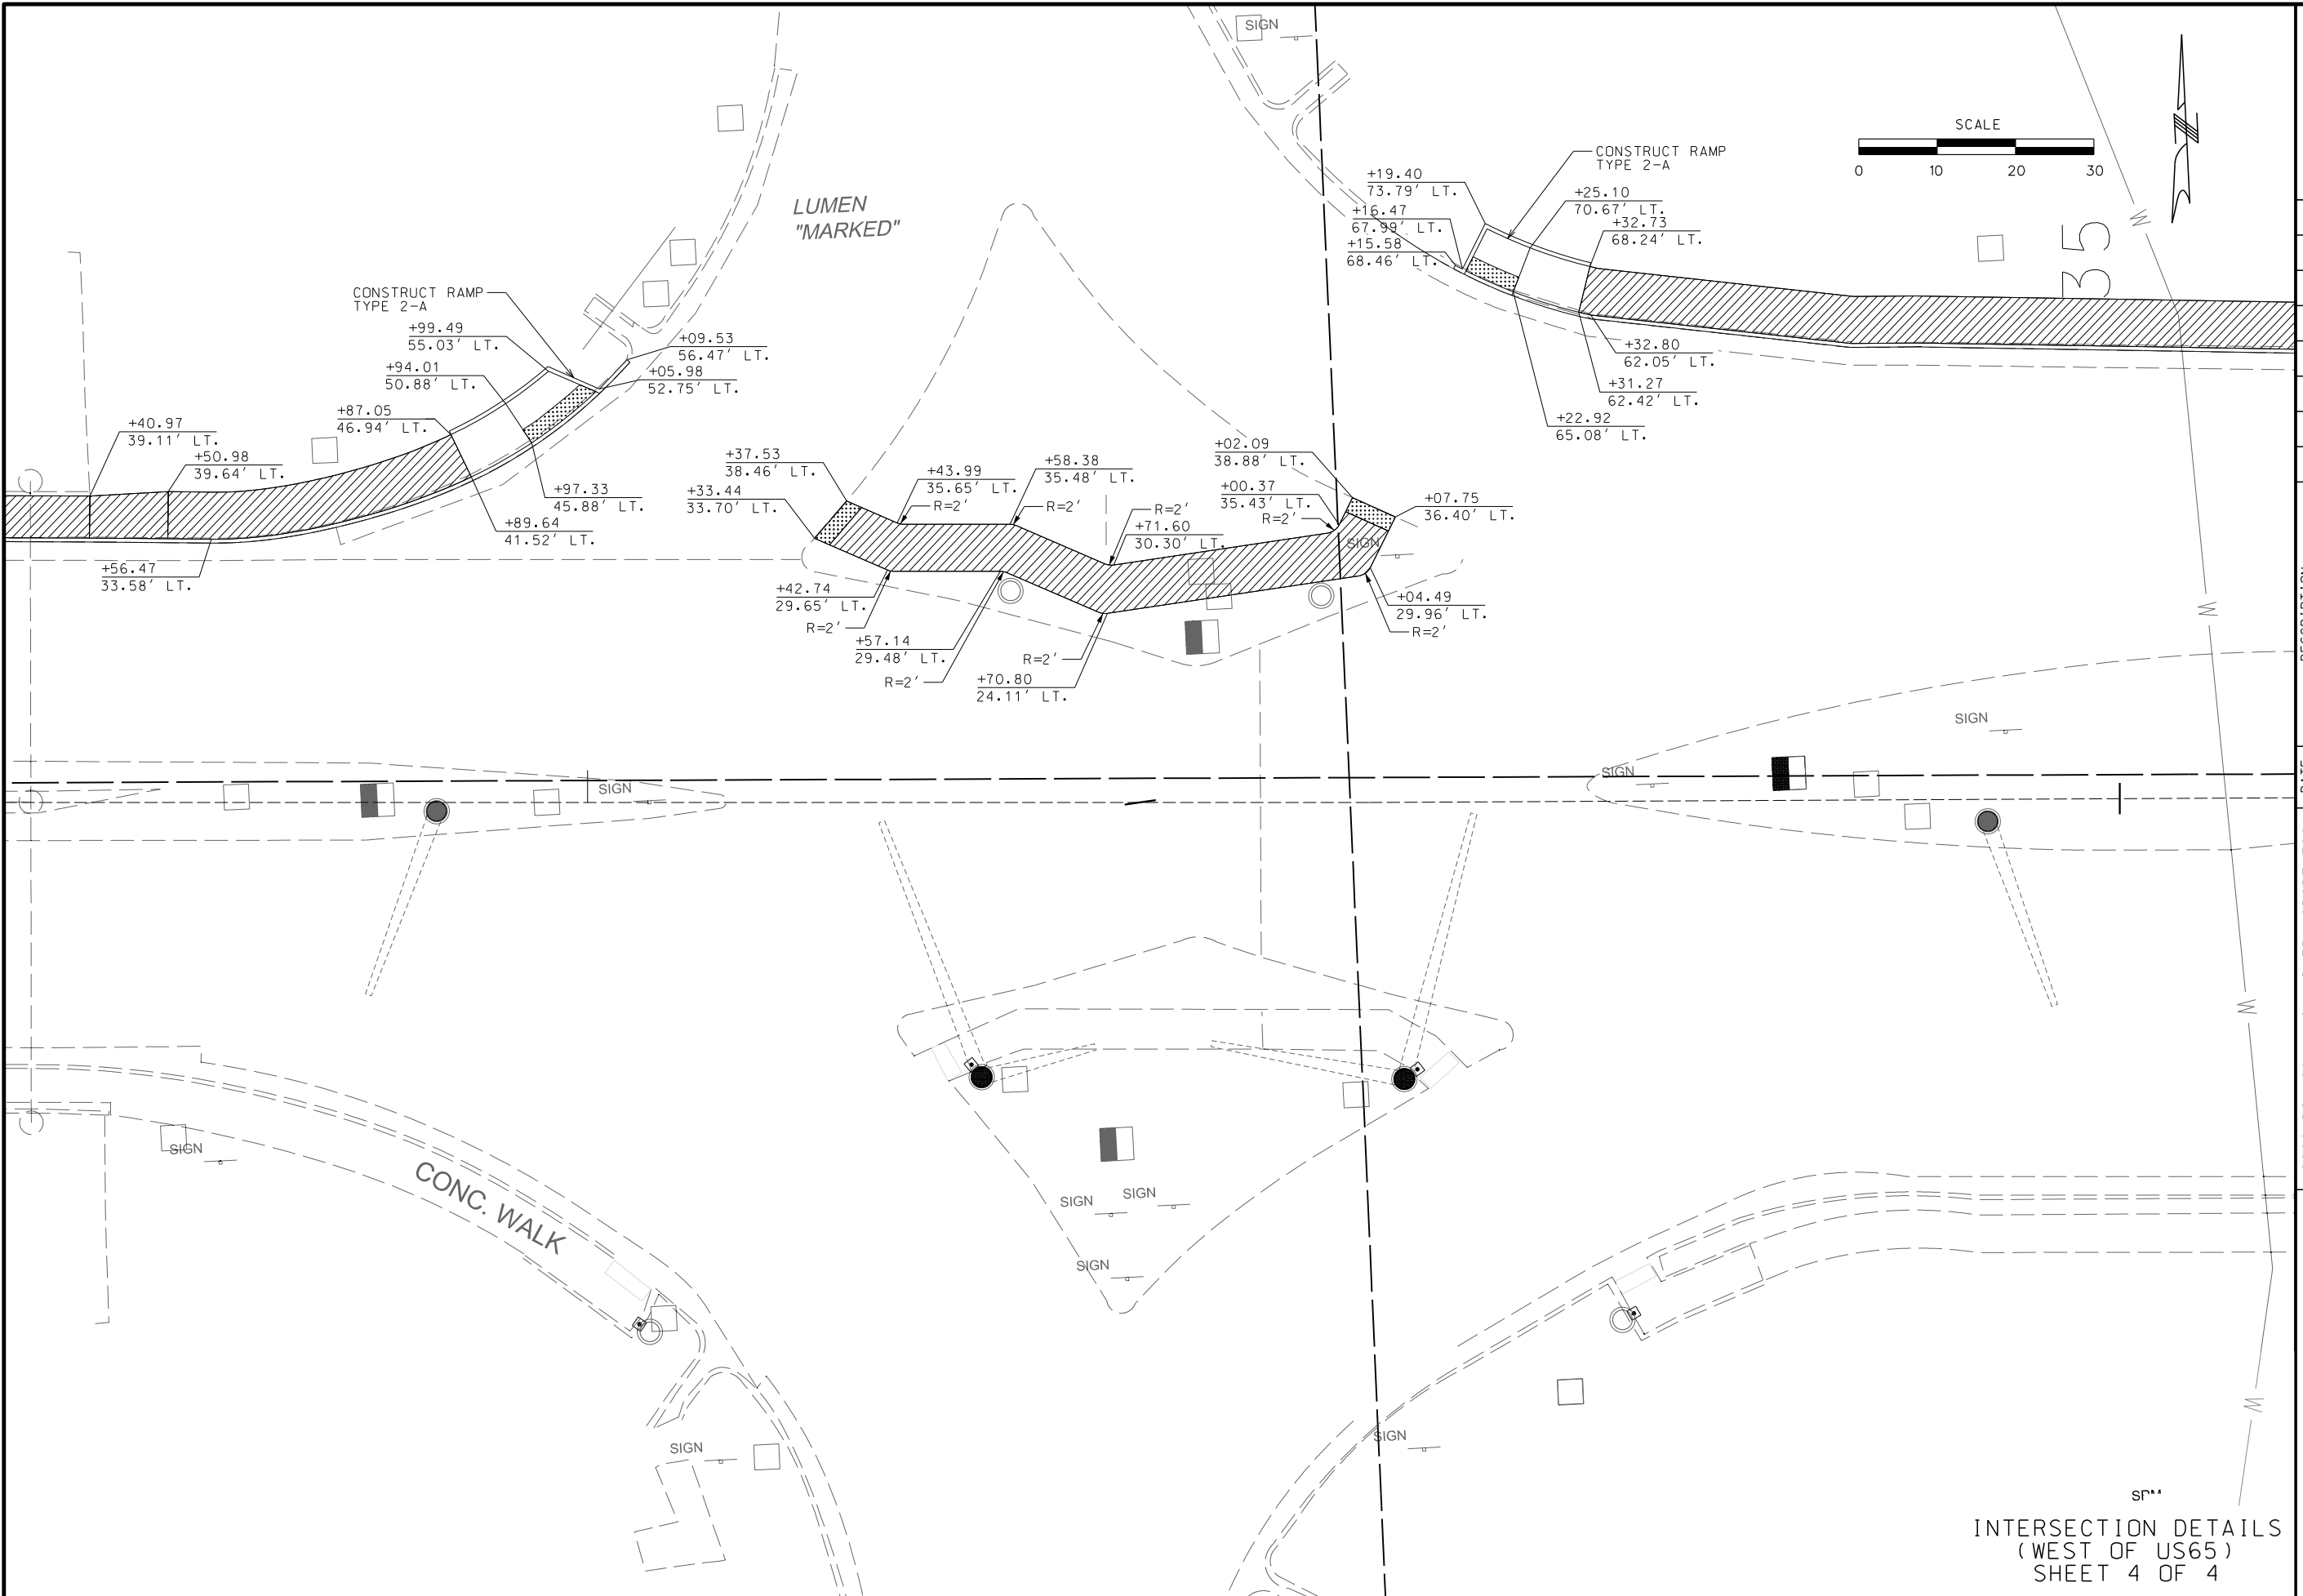 SIGN
SCALE
0 10 20 30
CONSTRUCT RAMP
TYPE 2-A
+19.40
73.79' LT.
+25.10
70.67' LT.
+16.47
67.99' LT.
+32.73
68.24' LT.
+15.58
68.46' LT.
35
W
LUMEN
"MARKED"
CONSTRUCT RAMP
TYPE 2-A
+99.49
55.03' LT.
+09.53
56.47' LT.
+94.01
50.88' LT.
+05.98
52.75' LT.
+32.80
62.05' LT.
+31.27
62.42' LT.
+22.92
65.08' LT.
+87.05
46.94' LT.
+40.97
39.11' LT.
+50.98
39.64' LT.
+97.33
45.88' LT.
+89.64
41.52' LT.
+56.47
33.58' LT.
+37.53
38.46' LT.
+33.44
33.70' LT.
+43.99
35.65' LT.
R=2'
+58.38
35.48' LT.
R=2'
+02.09
38.88' LT.
+00.37
35.43' LT.
R=2'
R=2'
+71.60
30.30' LT.
+07.75
36.40' LT.
SIGN
+42.74
29.65' LT.
R=2'
+57.14
29.48' LT.
R=2'
R=2'
+70.80
24.11' LT.
+04.49
29.96' LT.
R=2'
W
SIGN
SIGN
SIGN
W
SIGN
CONC. WALK
SIGN
SIGN
SIGN
W
SIGN
SIGN
INTERSECTION DETAILS
(WEST OF US65)
SHEET 4 OF 4